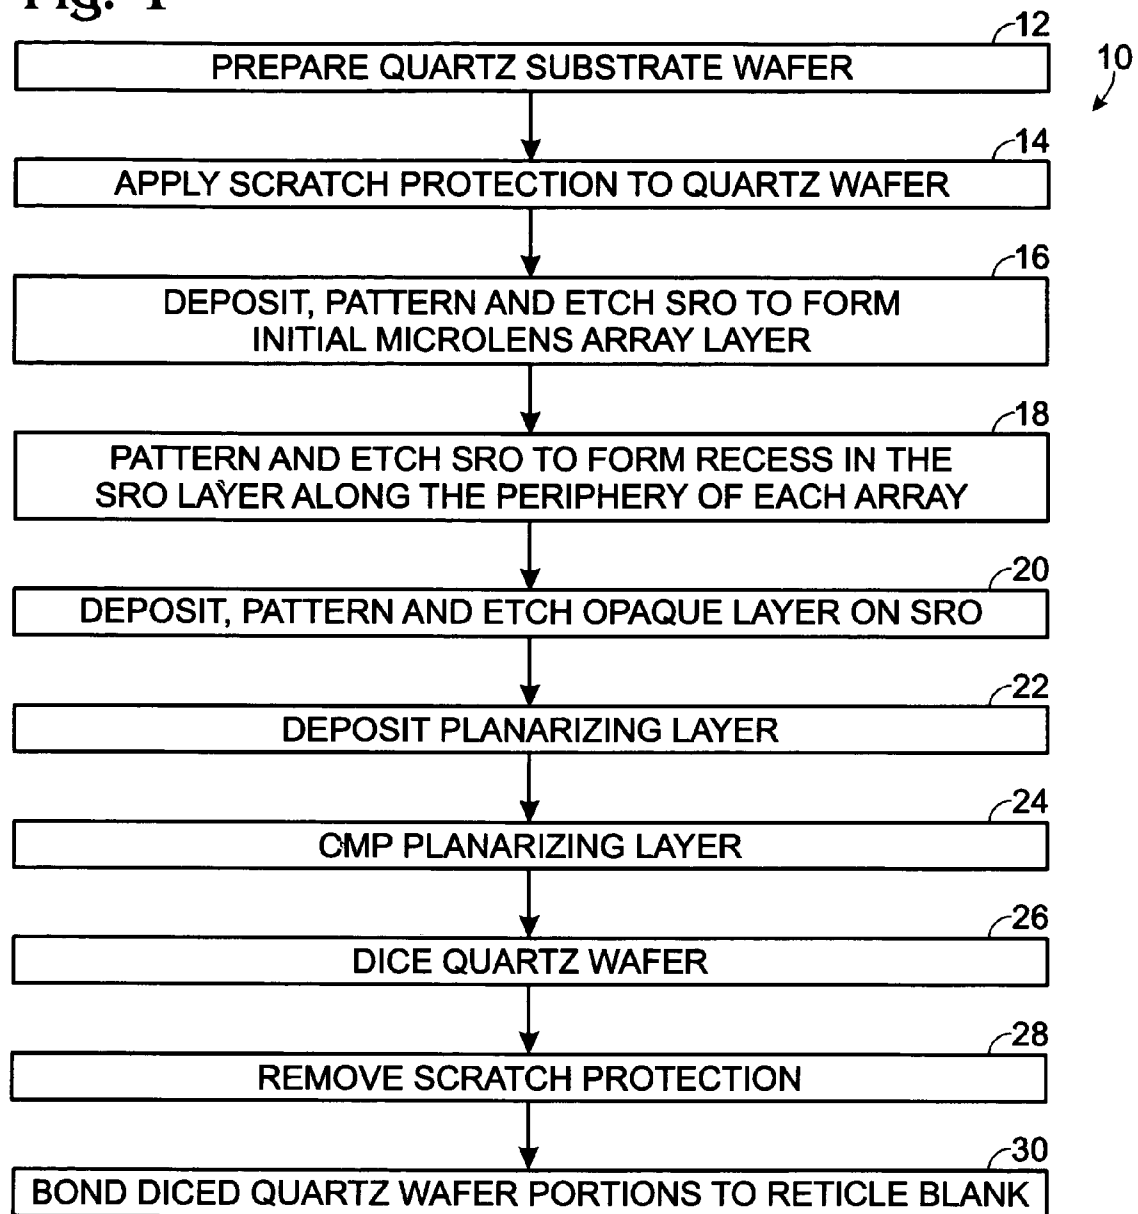 Fig. 1
12
PREPARE QUARTZ SUBSTRATE WAFER
10
14
APPLY SCRATCH PROTECTION TO QUARTZ WAFER
16
DEPOSIT, PATTERN AND ETCH SRO TO FORM
INITIAL MICROLENS ARRAY LAYER
18
PATTERN AND ETCH SRO TO FORM RECESS IN THE
SRO LAYER ALONG THE PERIPHERY OF EACH ARRAY
20
DEPOSIT, PATTERN AND ETCH OPAQUE LAYER ON SRO
22
DEPOSIT PLANARIZING LAYER
24
CMP PLANARIZING LAYER
26
DICE QUARTZ WAFER
28
REMOVE SCRATCH PROTECTION
30
BOND DICED QUARTZ WAFER PORTIONS TO RETICLE BLANK